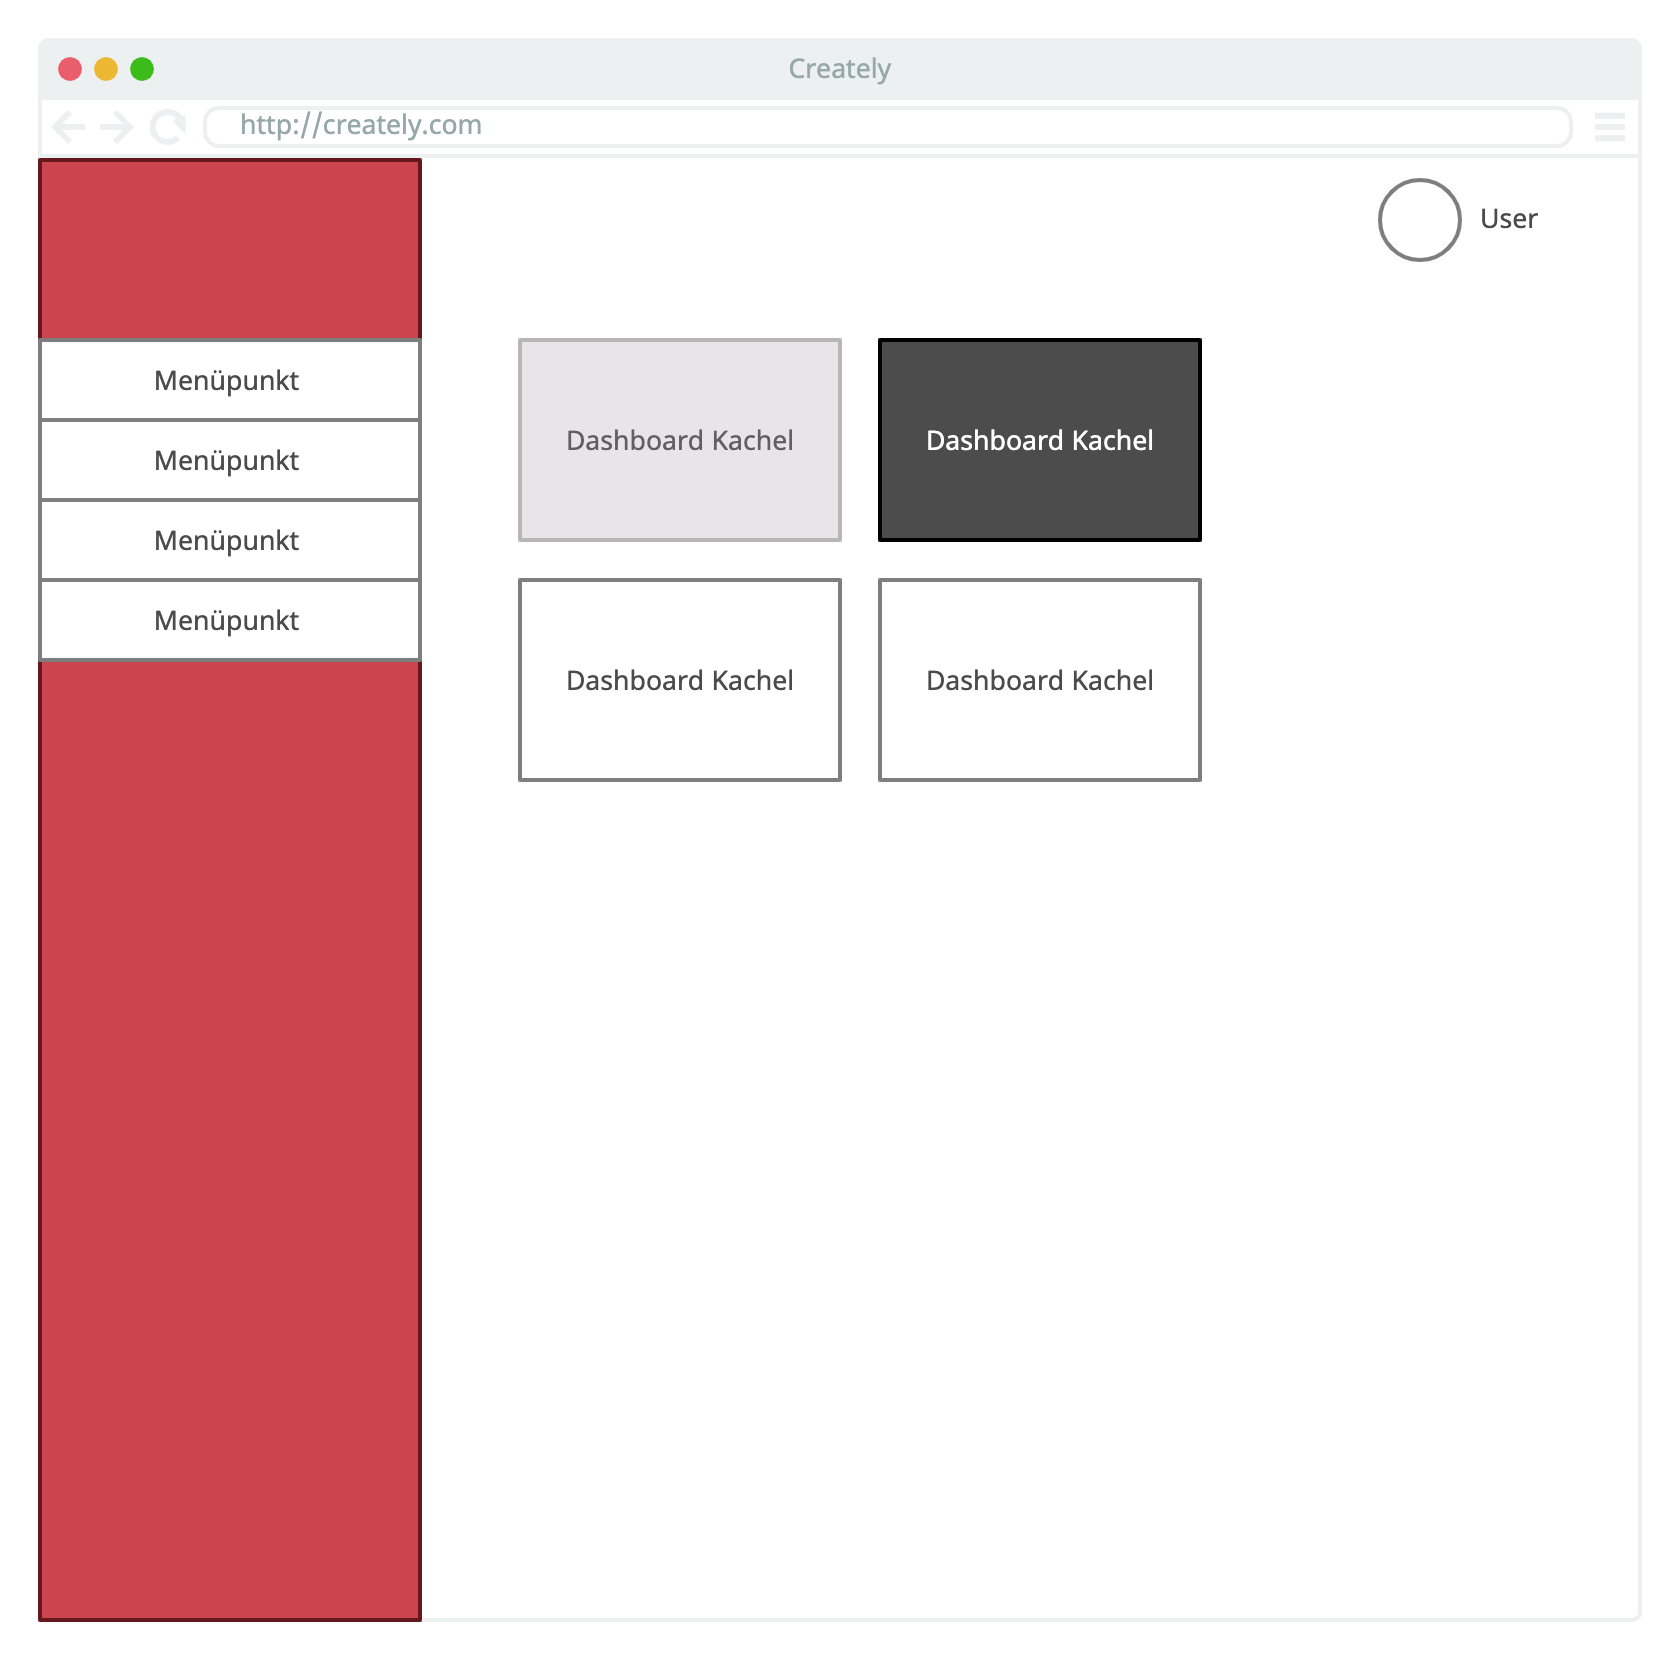 Creately
http://creately.com
User
Menüpunkt
Menüpunkt
Menüpunkt
Menüpunkt
Dashboard Kachel
Dashboard Kachel
Dashboard Kachel
Dashboard Kachel